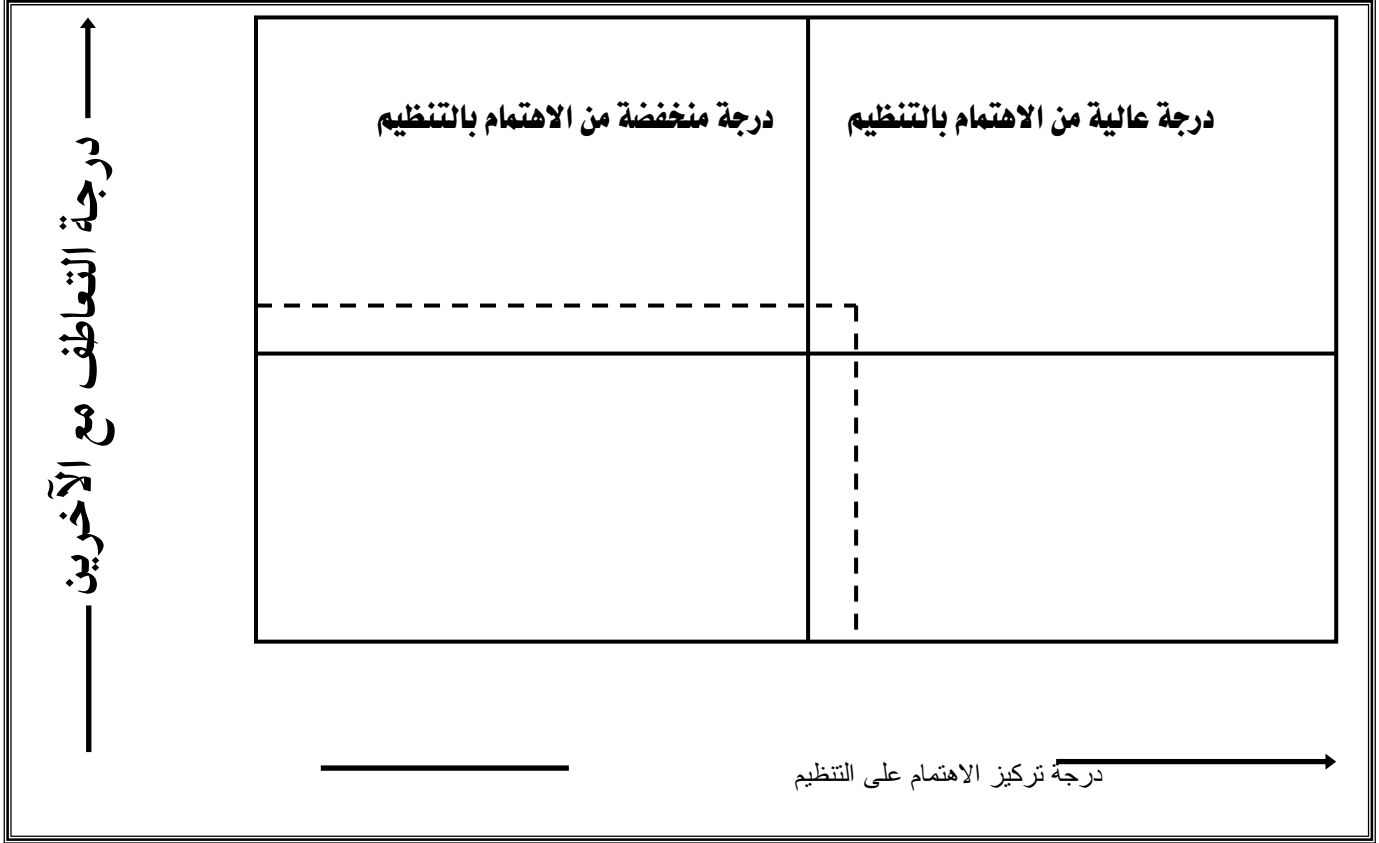 درجة عالية من الاهتمام بالتنظيم
درجة منخفضة من الاهتمام بالتنظيم
درجة التعاطف مع الآخرين
درجة تركيز الاهتمام على التنظيم